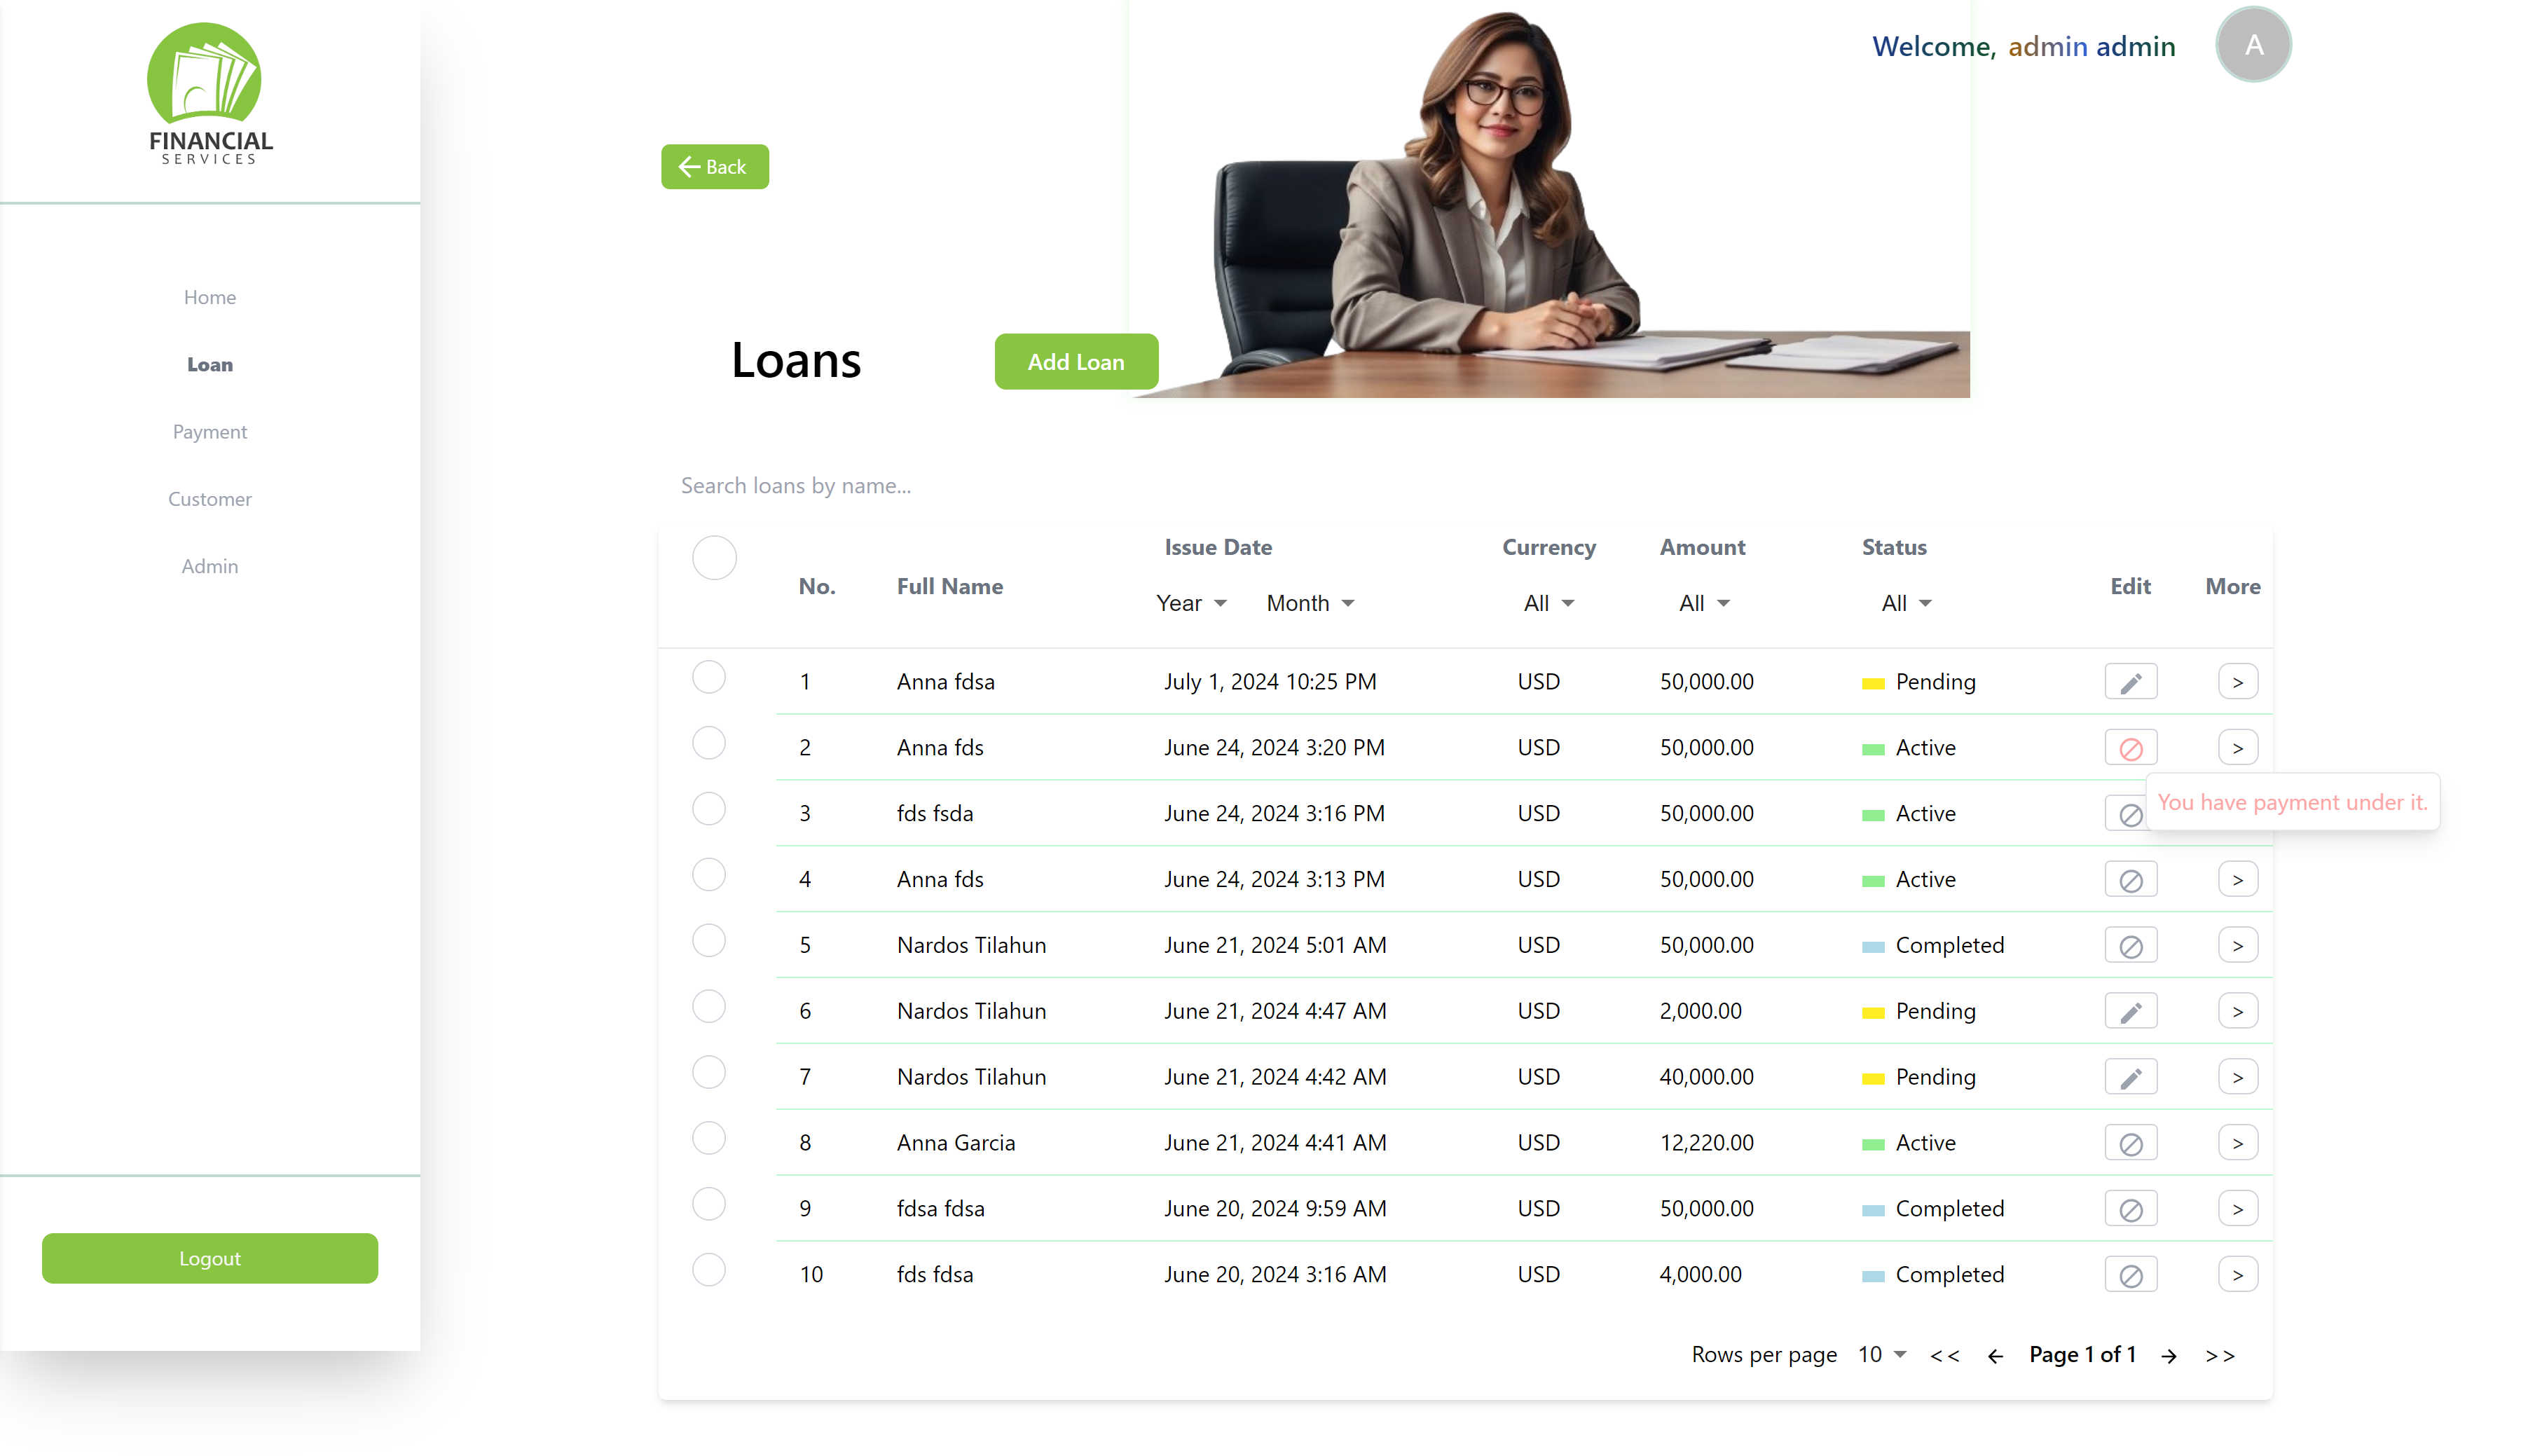 FINANCIAL
SERVICES
Home
Loan
Payment
Customer
Admin
Logout
Welcome, admin admin
A
Back
Loans
Add Loan
Search loans by name...
No. Full Name Issue Date Currency Amount Status Edit More
Year Month All All All
1 Anna fdsa July 1, 2024 10:25 PM USD 50,000.00 Pending >
2 Anna fds June 24, 2024 3:20 PM USD 50,000.00 Active >
You have payment under it.
3 fds fsda June 24, 2024 3:16 PM USD 50,000.00 Active
4 Anna fds June 24, 2024 3:13 PM USD 50,000.00 Active >
5 Nardos Tilahun June 21, 2024 5:01 AM USD 50,000.00 Completed >
6 Nardos Tilahun June 21, 2024 4:47 AM USD 2,000.00 Pending >
7 Nardos Tilahun June 21, 2024 4:42 AM USD 40,000.00 Pending >
8 Anna Garcia June 21, 2024 4:41 AM USD 12,220.00 Active >
9 fdsa fdsa June 20, 2024 9:59 AM USD 50,000.00 Completed >
10 fds fdsa June 20, 2024 3:16 AM USD 4,000.00 Completed >
Rows per page 10 << ← Page 1 of 1 → >>